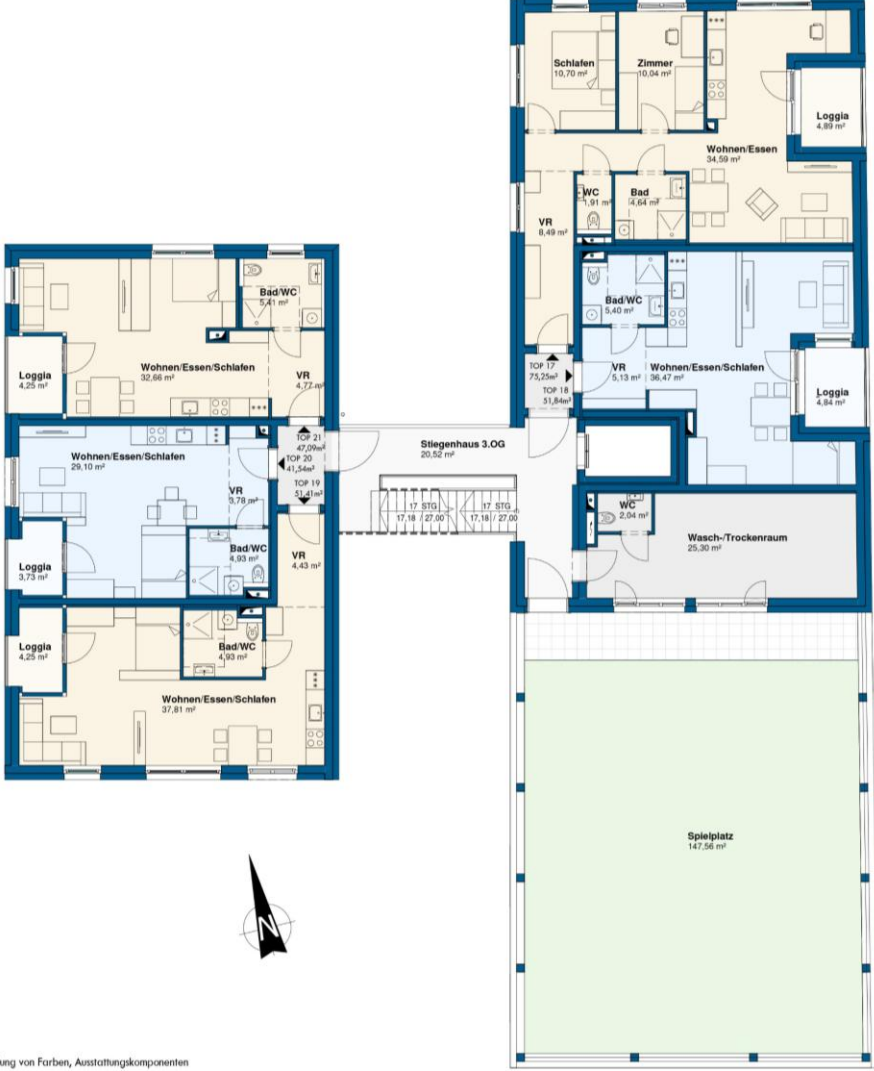 Schlafen
10,70 m²
Zimmer
10,04 m²
Loggia
4,89 m²
Wohnen/Essen
34,59 m²
WC
1,91 m²
Bad
4,64 m²
VR
8,49 m²
Bad/WC
5,41 m²
Wohnen/Essen/Schlafen
32,66 m²
Loggia
4,25 m²
VR
4,77 m²
Bad/WC
5,40 m²
VR
5,13 m²
Wohnen/Essen/Schlafen
36,47 m²
Loggia
4,84 m²
TOP 17
75,25m²
TOP 18
51,84m²
TOP 21
47,09m²
TOP 20
41,54m²
TOP 19
51,41m²
Stiegenhaus 3.OG
20,52 m²
17 STG
17,18 / 27,00
17 STG
17,18 / 27,00
Wohnen/Essen/Schlafen
29,10 m²
VR
3,78 m²
Bad/WC
4,93 m²
Loggia
3,73 m²
VR
4,43 m²
WC
2,04 m²
Wasch-/Trockenraum
25,30 m²
Loggia
4,25 m²
Bad/WC
4,93 m²
Wohnen/Essen/Schlafen
37,81 m²
Spielplatz
147,56 m²
N
ung von Farben, Ausstattungskomponenten